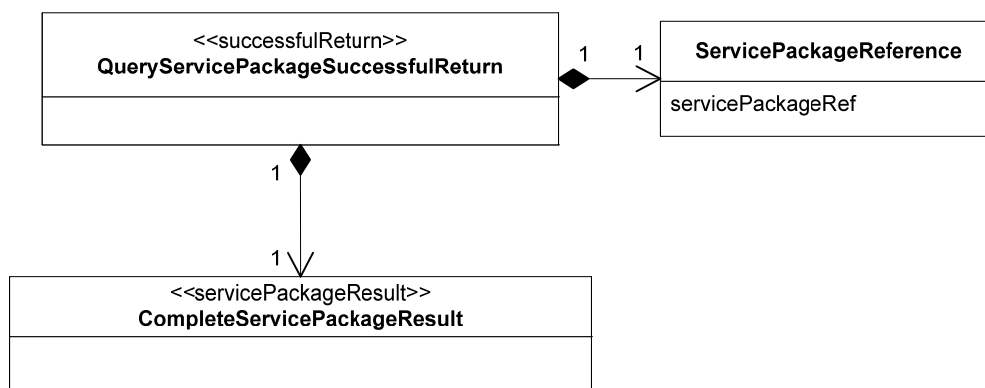 <<successfulReturn>>
QueryServicePackageSuccessfulReturn
1
1
ServicePackageReference
servicePackageRef
1
1
<<servicePackageResult>>
CompleteServicePackageResult